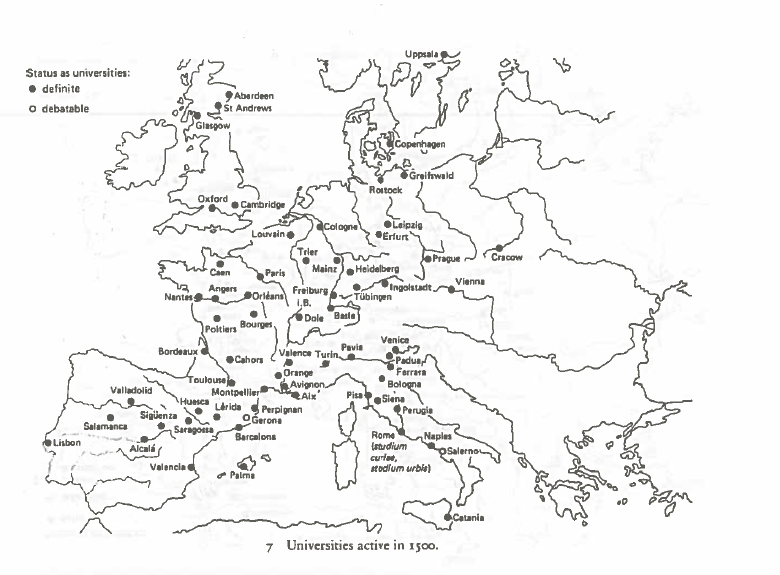 Uppsala
Status as universities:
definite
debatable
Aberdeen
St Andrews
Glasgow
Copenhagen
Greifswald
Rostock
Oxford
Cambridge
Louvain
Cologne
Leipzig
Erfurt
Trier
Mainz
Heidelberg
Prague
Cracow
Caen
Paris
Angers
Nantes
Orléans
Freiburg
i.B.
Tübingen
Ingolstadt
Vienna
Poitiers
Bourges
Dole
Basle
Bordeaux
Cahors
Valence
Turin
Pavia
Venice
Padua
Ferrara
Bologna
Toulouse
Montpellier
Orange
Avignon
Aix
Pisa
Siena
Perugia
Valladolid
Huesca
Lérida
Perpignan
Gerona
Salamanca
Sigüenza
Saragossa
Barcelona
Lisbon
Alcalá
Valencia
Palma
Rome
(studium
curiae,
studium urbis)
Naples
Salerno
Catania
7 Universities active in 1500.